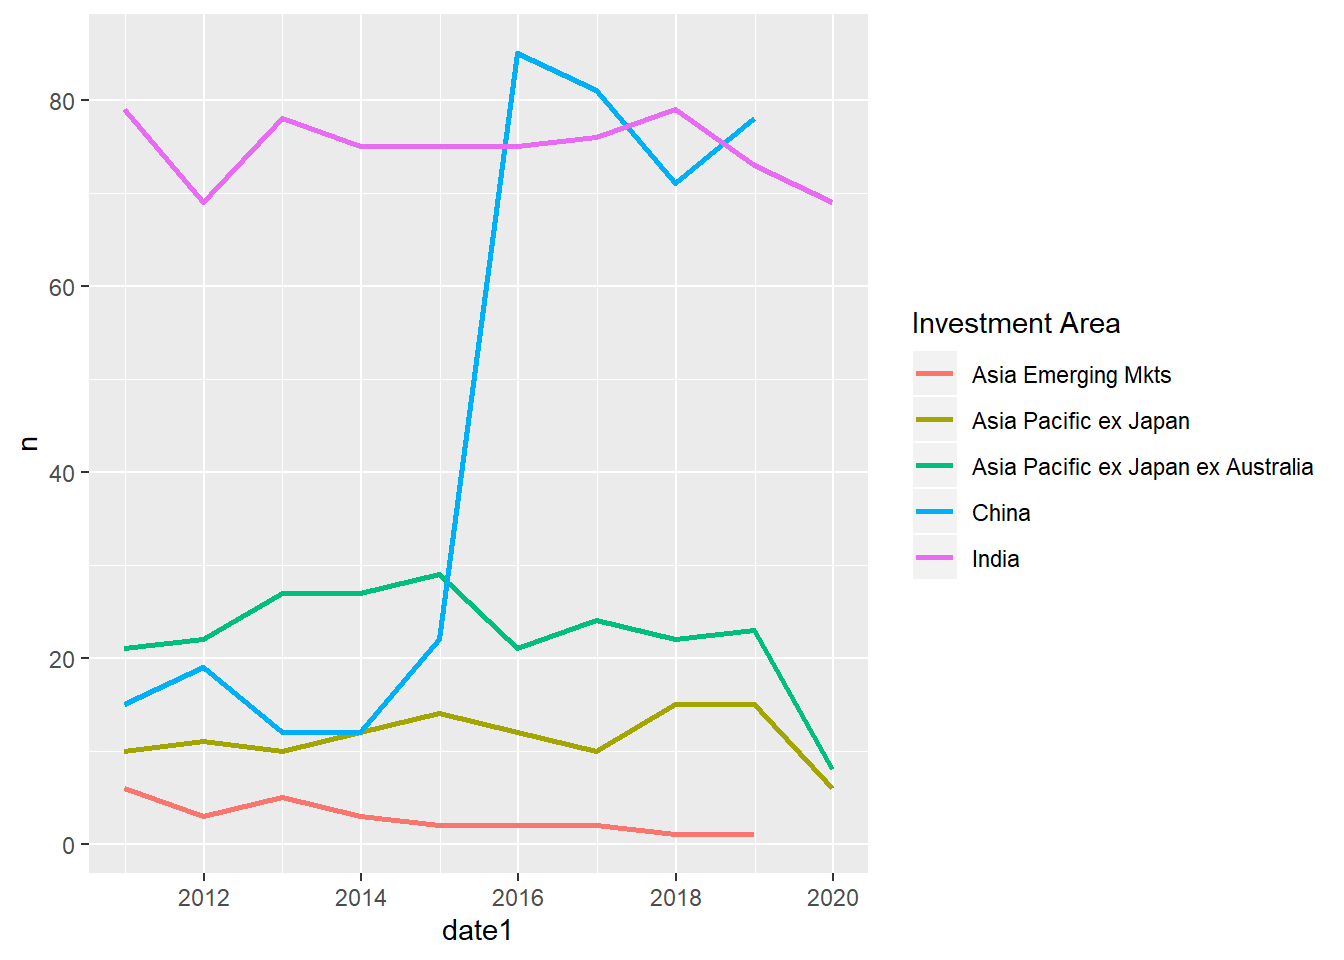 80
60
40
20
0
n
2012 2014 2016 2018 2020
date1
Investment Area
Asia Emerging Mkts
Asia Pacific ex Japan
Asia Pacific ex Japan ex Australia
China
India